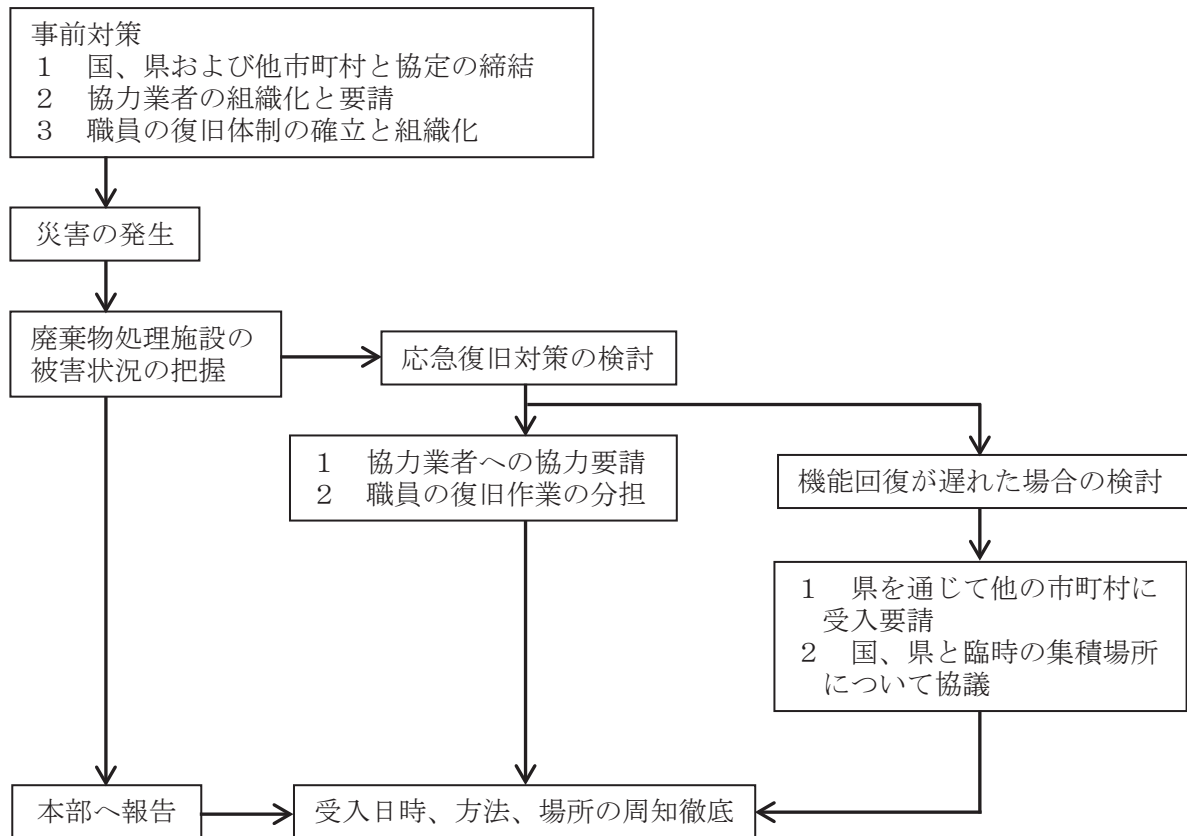 事前対策
１　国、県および他市町村と協定の締結
２　協力業者の組織化と要請
３　職員の復旧体制の確立と組織化
災害の発生
廃棄物処理施設の
被害状況の把握
応急復旧対策の検討
１　協力業者への協力要請
２　職員の復旧作業の分担
機能回復が遅れた場合の検討
１　県を通じて他の市町村に
受入要請
２　国、県と臨時の集積場所
について協議
本部へ報告
受入日時、方法、場所の周知徹底